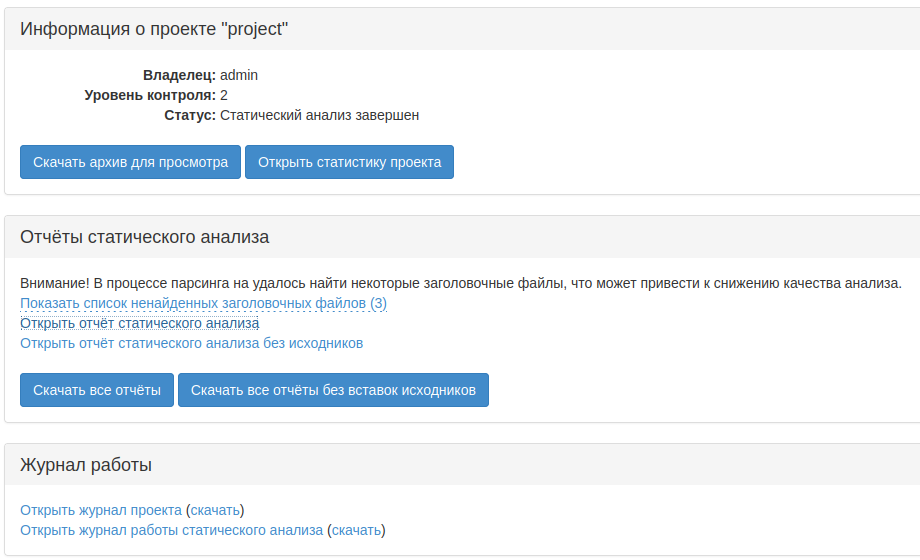 Информация о проекте "project"
Владелец: admin
Уровень контроля: 2
Статус: Статический анализ завершен
Скачать архив для просмотра Открыть статистику проекта
Отчёты статического анализа
Внимание! В процессе парсинга на удалось найти некоторые заголовочные файлы, что может привести к снижению качества анализа.
Показать список ненайденных заголовочных файлов (3)
Открыть отчёт статического анализа
Открыть отчёт статического анализа без исходников
Скачать все отчёты Скачать все отчёты без вставок исходников
Журнал работы
Открыть журнал проекта (скачать)
Открыть журнал работы статического анализа (скачать)